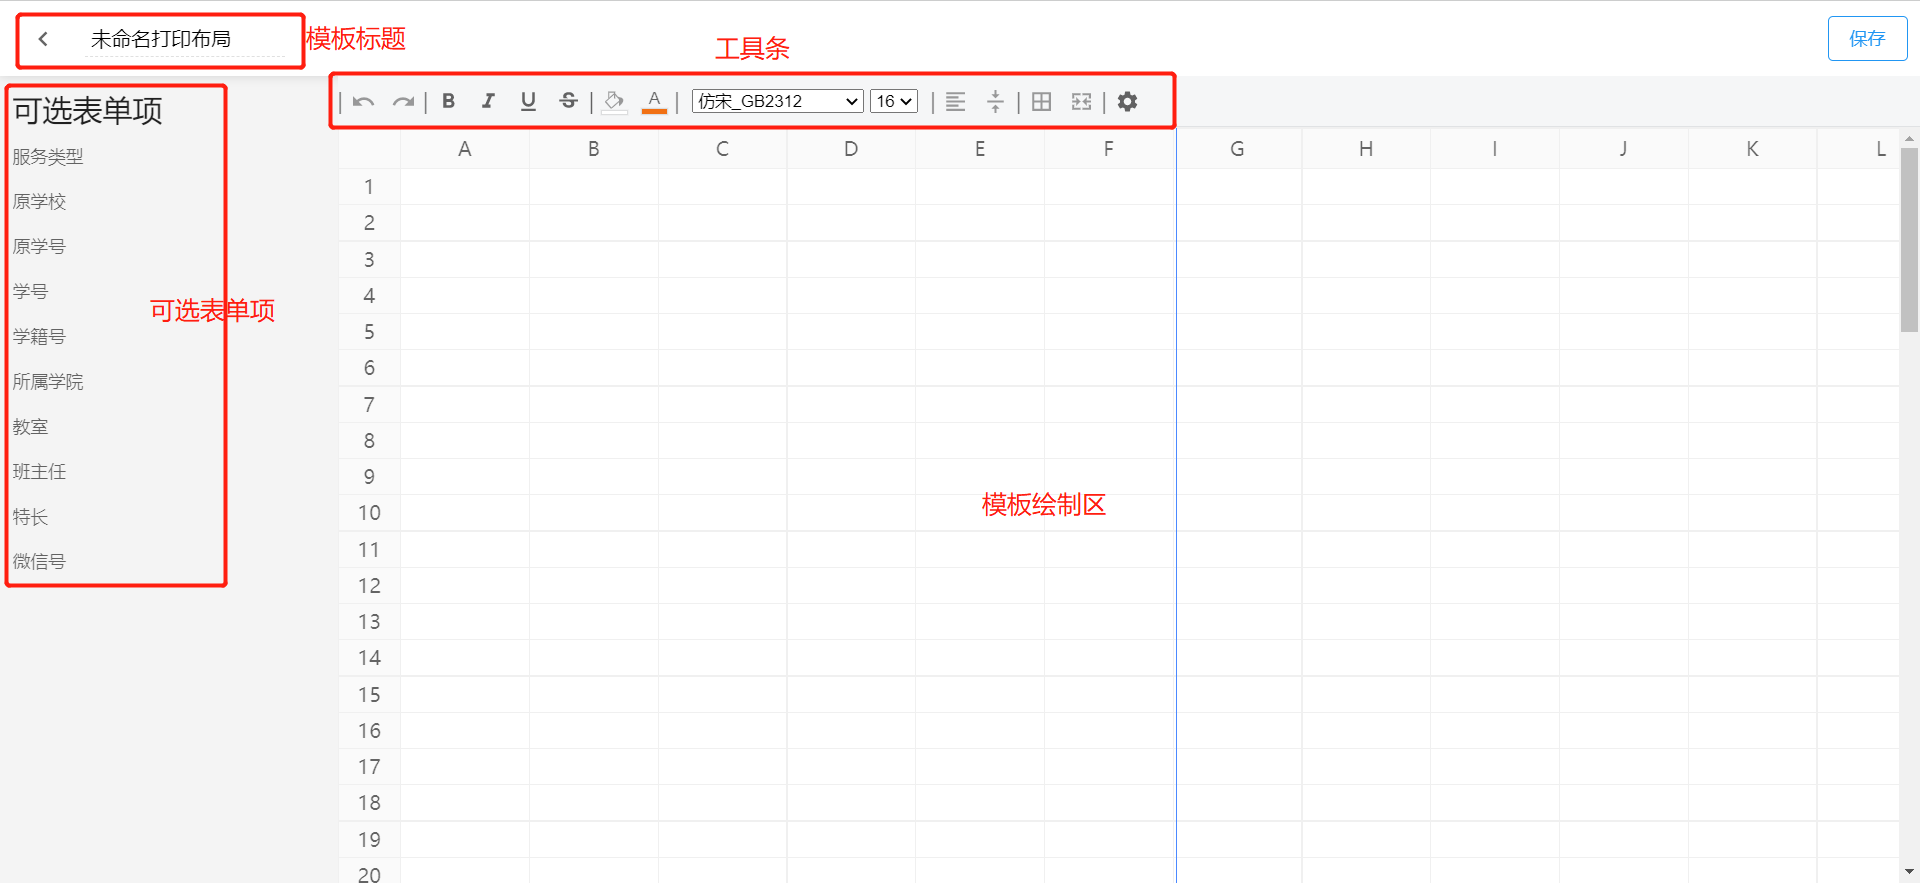 未命名打印布局
模板标题
工具条
保存
可选表单项
B I U S A 仿宋_GB2312 16
服务类型
原学校
原学号
学号
可选表单项
学籍号
所属学院
教室
班主任
特长
微信号
A B C D E F G H I J K L
1
2
3
4
5
6
7
8
9
10
模板绘制区
11
12
13
14
15
16
17
18
19
20